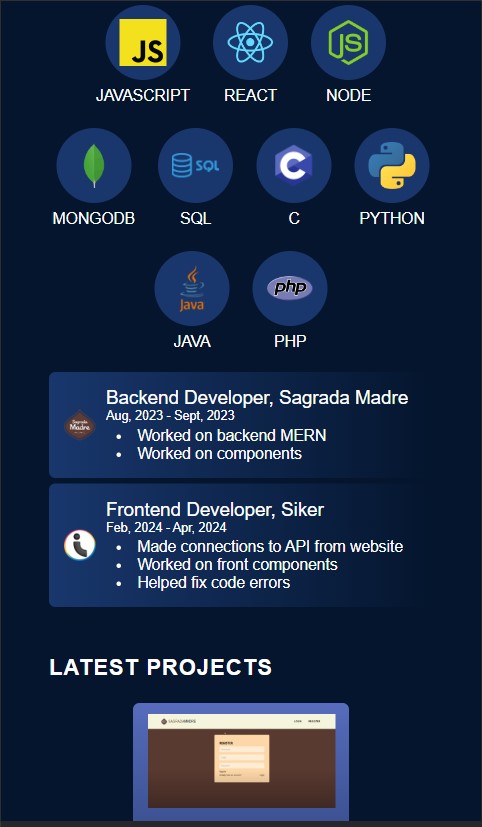 JS
JAVASCRIPT
REACT
JS
NODE
MONGODB
SQL
SQL
C
C
PYTHON
Java
JAVA
php
PHP
Sagrada
Madre
Backend Developer, Sagrada Madre
Aug, 2023 - Sept, 2023
• Worked on backend MERN
• Worked on components
Frontend Developer, Siker
Feb, 2024 - Apr, 2024
• Made connections to API from website
• Worked on front components
• Helped fix code errors
LATEST PROJECTS